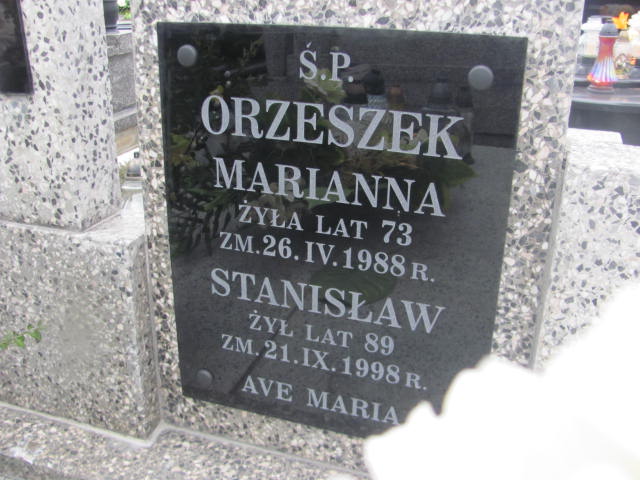 Ś.P.
ORZESZEK
MARIANNA
ŻYŁA LAT 73
ZM. 26. IV. 1988 R.
STANISŁAW
ŻYŁ LAT 89
ZM. 21. IX. 1998 R.
AVE MARIA